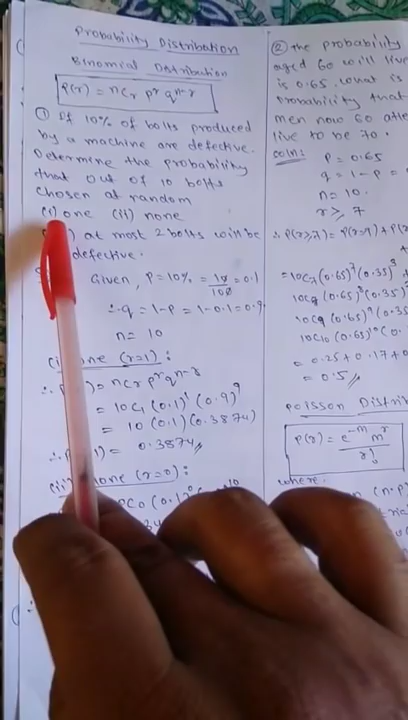 Probability Distribution
Binomial Distribution
P(r) = nCr p^r q^n-r
① If 10% of bolts produced
by a machine are defective.
Determine the probability
that out of 10 bolts
chosen at random
(i) one (ii) none
at most 2 bolts will be
defective.
Given, P = 10% = 10/100 = 0.1
∴ q = 1-P = 1-0.1 = 0.9
n = 10
one (r=1) :
= nCr p^r q^n-r
= 10C1 (0.1)^1 (0.9)^9
= 10 (0.1) (0.3874)
∴ 1) = 0.3874
(r=0) :
② the probability
aged 60 will live
is 0.65. what is
probability that
men now 60 atle
live to be 70.
Soln:
P = 0.65
q = 1-P =
n = 10
r ≥ 7
∴ P(r≥7) = P(r=7) + P(r
= 10C7 (0.65)^7 (0.35)^3 +
10C8 (0.65)^8 (0.35)
10C9 (0.65)^9 (0.35
10C10 (0.65)^10 (0.
= 0.25 + 0.17 + 0
= 0.5
Poisson Distri
P(r) = e^-m m^r / r!
where.